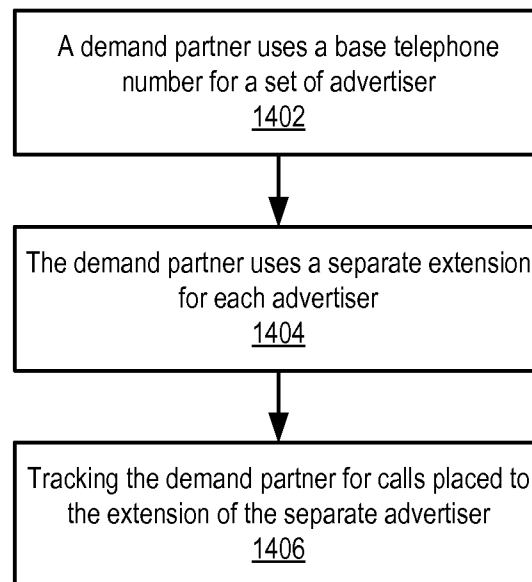 A demand partner uses a base telephone
number for a set of advertiser
1402
The demand partner uses a separate extension
for each advertiser
1404
Tracking the demand partner for calls placed to
the extension of the separate advertiser
1406